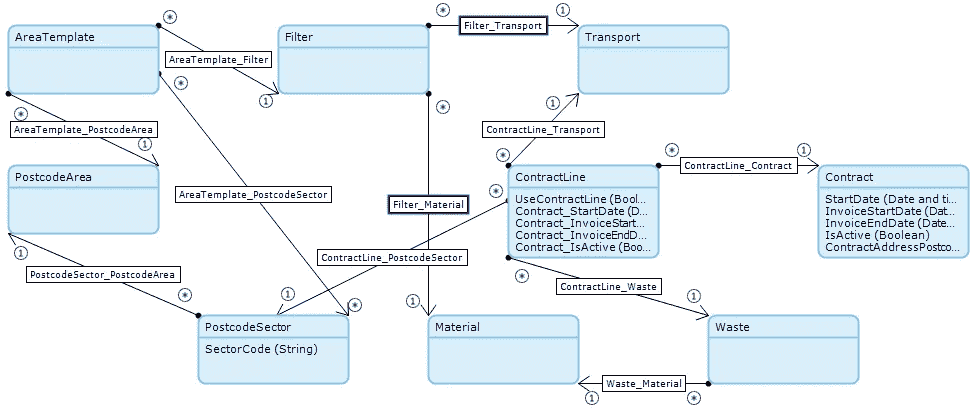 * 1 * 1
AreaTemplate
Filter
Filter_Transport
Transport
AreaTemplate_Filter
* 1 * 1
* AreaTemplate_PostcodeArea 1
ContractLine_Transport
* * 1
ContractLine_Contract
PostcodeArea
ContractLine
Contract
AreaTemplate_PostcodeSector
*
Filter_Material
UseContractLine (Bool...
Contract_StartDate (D...
Contract_InvoiceStart...
Contract_InvoiceEndD...
Contract_IsActive (Boo...
StartDate (Date and ti...
InvoiceStartDate (Dat...
InvoiceEndDate (Date...
IsActive (Boolean)
ContractAddressPostco...
1
ContractLine_PostcodeSector
PostcodeSector_PostcodeArea
*
ContractLine_Waste
* 1 * 1 1
PostcodeSector
SectorCode (String)
Material
Waste
1 Waste_Material *